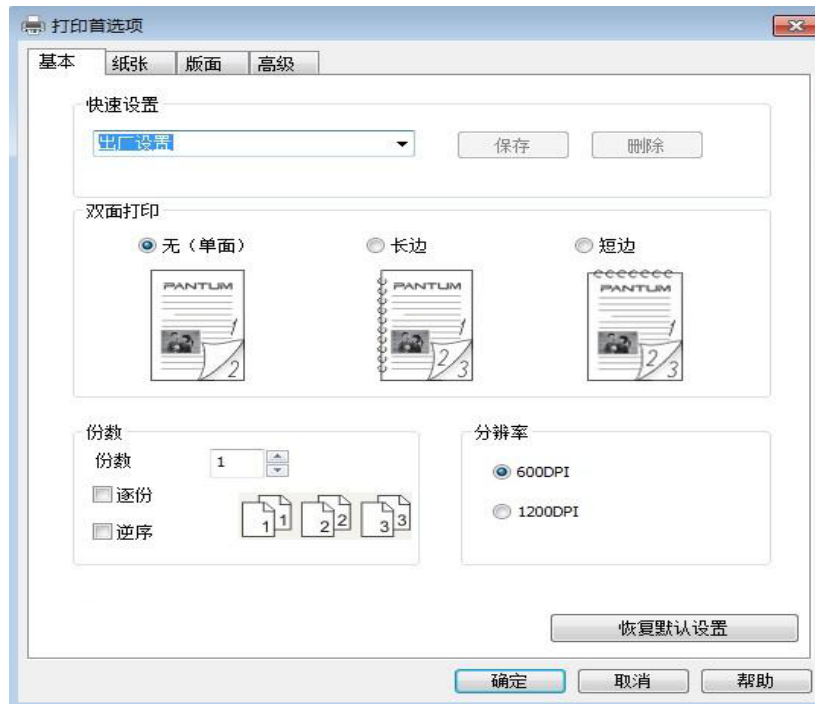 打印首选项
基本 纸张 版面 高级
快速设置
出厂设置 保存 删除
双面打印
无（单面） 长边 短边
PANTUM PANTUM PANTUM
1 1 1
2 2 3 2 3
份数 分辨率
份数 1
600DPI
逐份
1 1 2 2 3 3
1200DPI
逆序
恢复默认设置
确定 取消 帮助